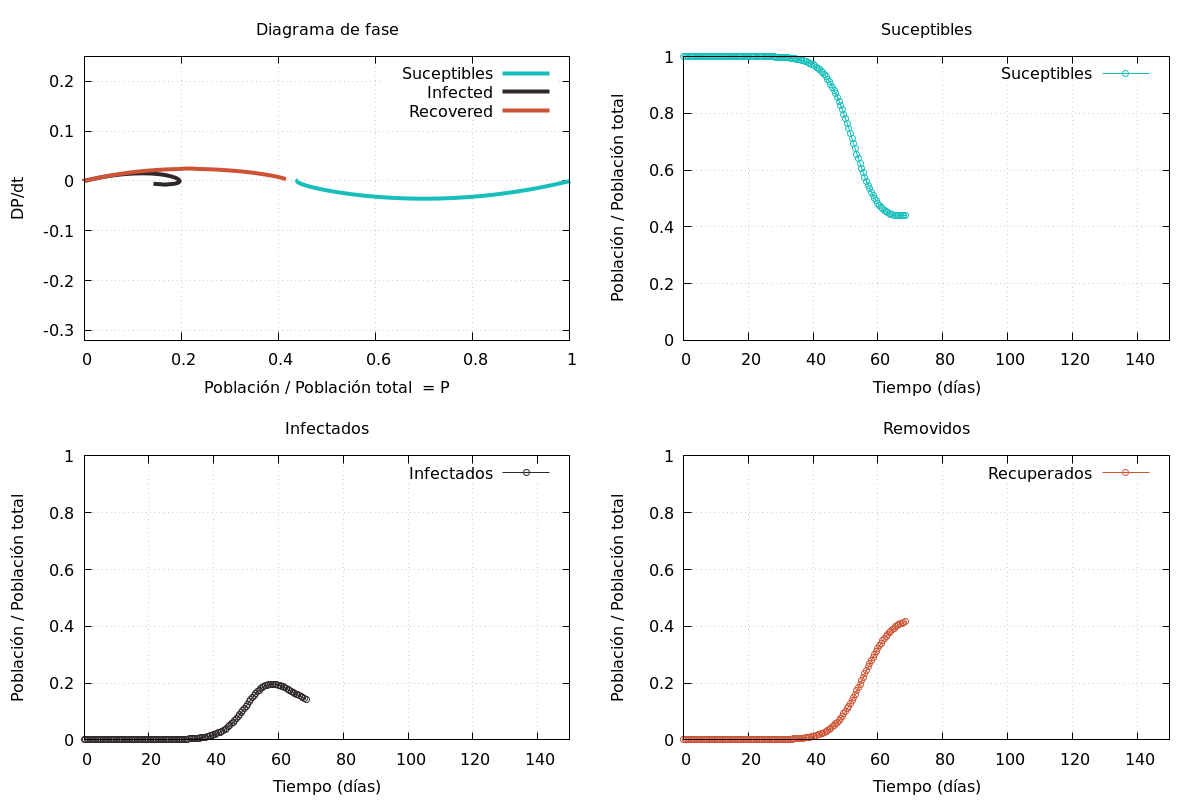 Diagrama de fase
Suceptibles
Infected
Recovered
0.2
0.1
0
-0.1
-0.2
-0.3
0 0.2 0.4 0.6 0.8 1
DP/dt
Población / Población total = P
Suceptibles
Suceptibles
1
0.8
0.6
0.4
0.2
0
0 20 40 60 80 100 120 140
Población / Población total
Tiempo (días)
Infectados
Infectados
1
0.8
0.6
0.4
0.2
0
0 20 40 60 80 100 120 140
Población / Población total
Tiempo (días)
Removidos
Recuperados
1
0.8
0.6
0.4
0.2
0
0 20 40 60 80 100 120 140
Población / Población total
Tiempo (días)